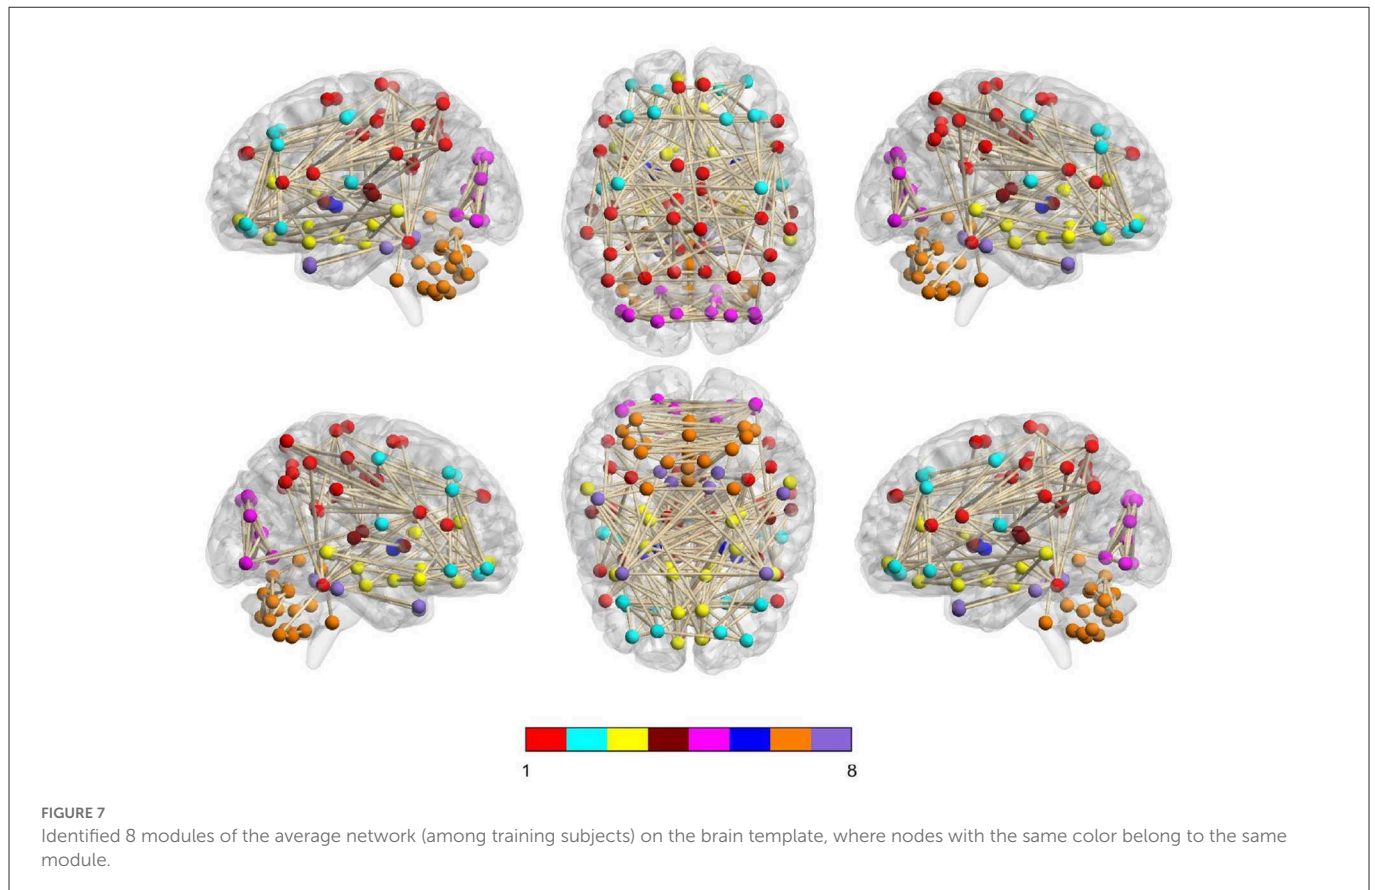 1 8
FIGURE 7
Identified 8 modules of the average network (among training subjects) on the brain template, where nodes with the same color belong to the same
module.